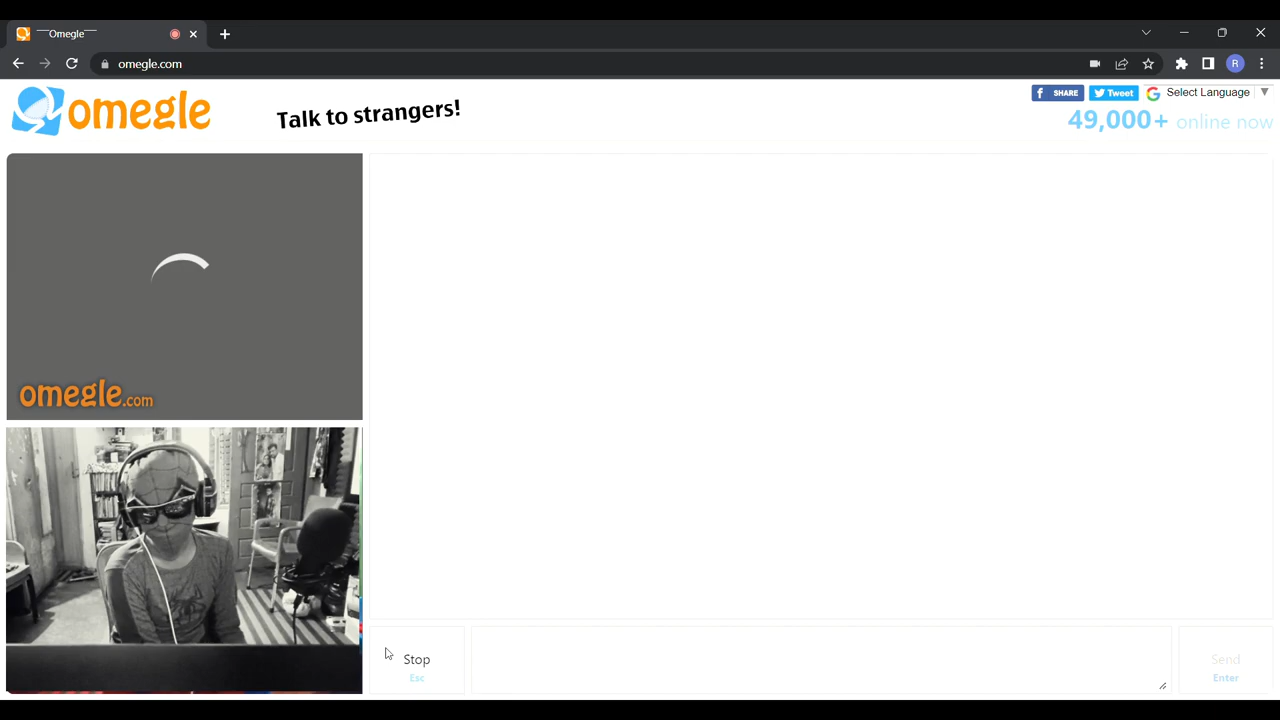 Omegle
omegle.com
R
omegle
Talk to strangers!
f SHARE
Tweet
G Select Language ▼
49,000+ online now
omegle.com
Stop
Esc
Send
Enter